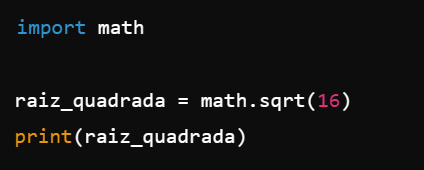 import math
raiz_quadrada = math.sqrt(16)
print(raiz_quadrada)